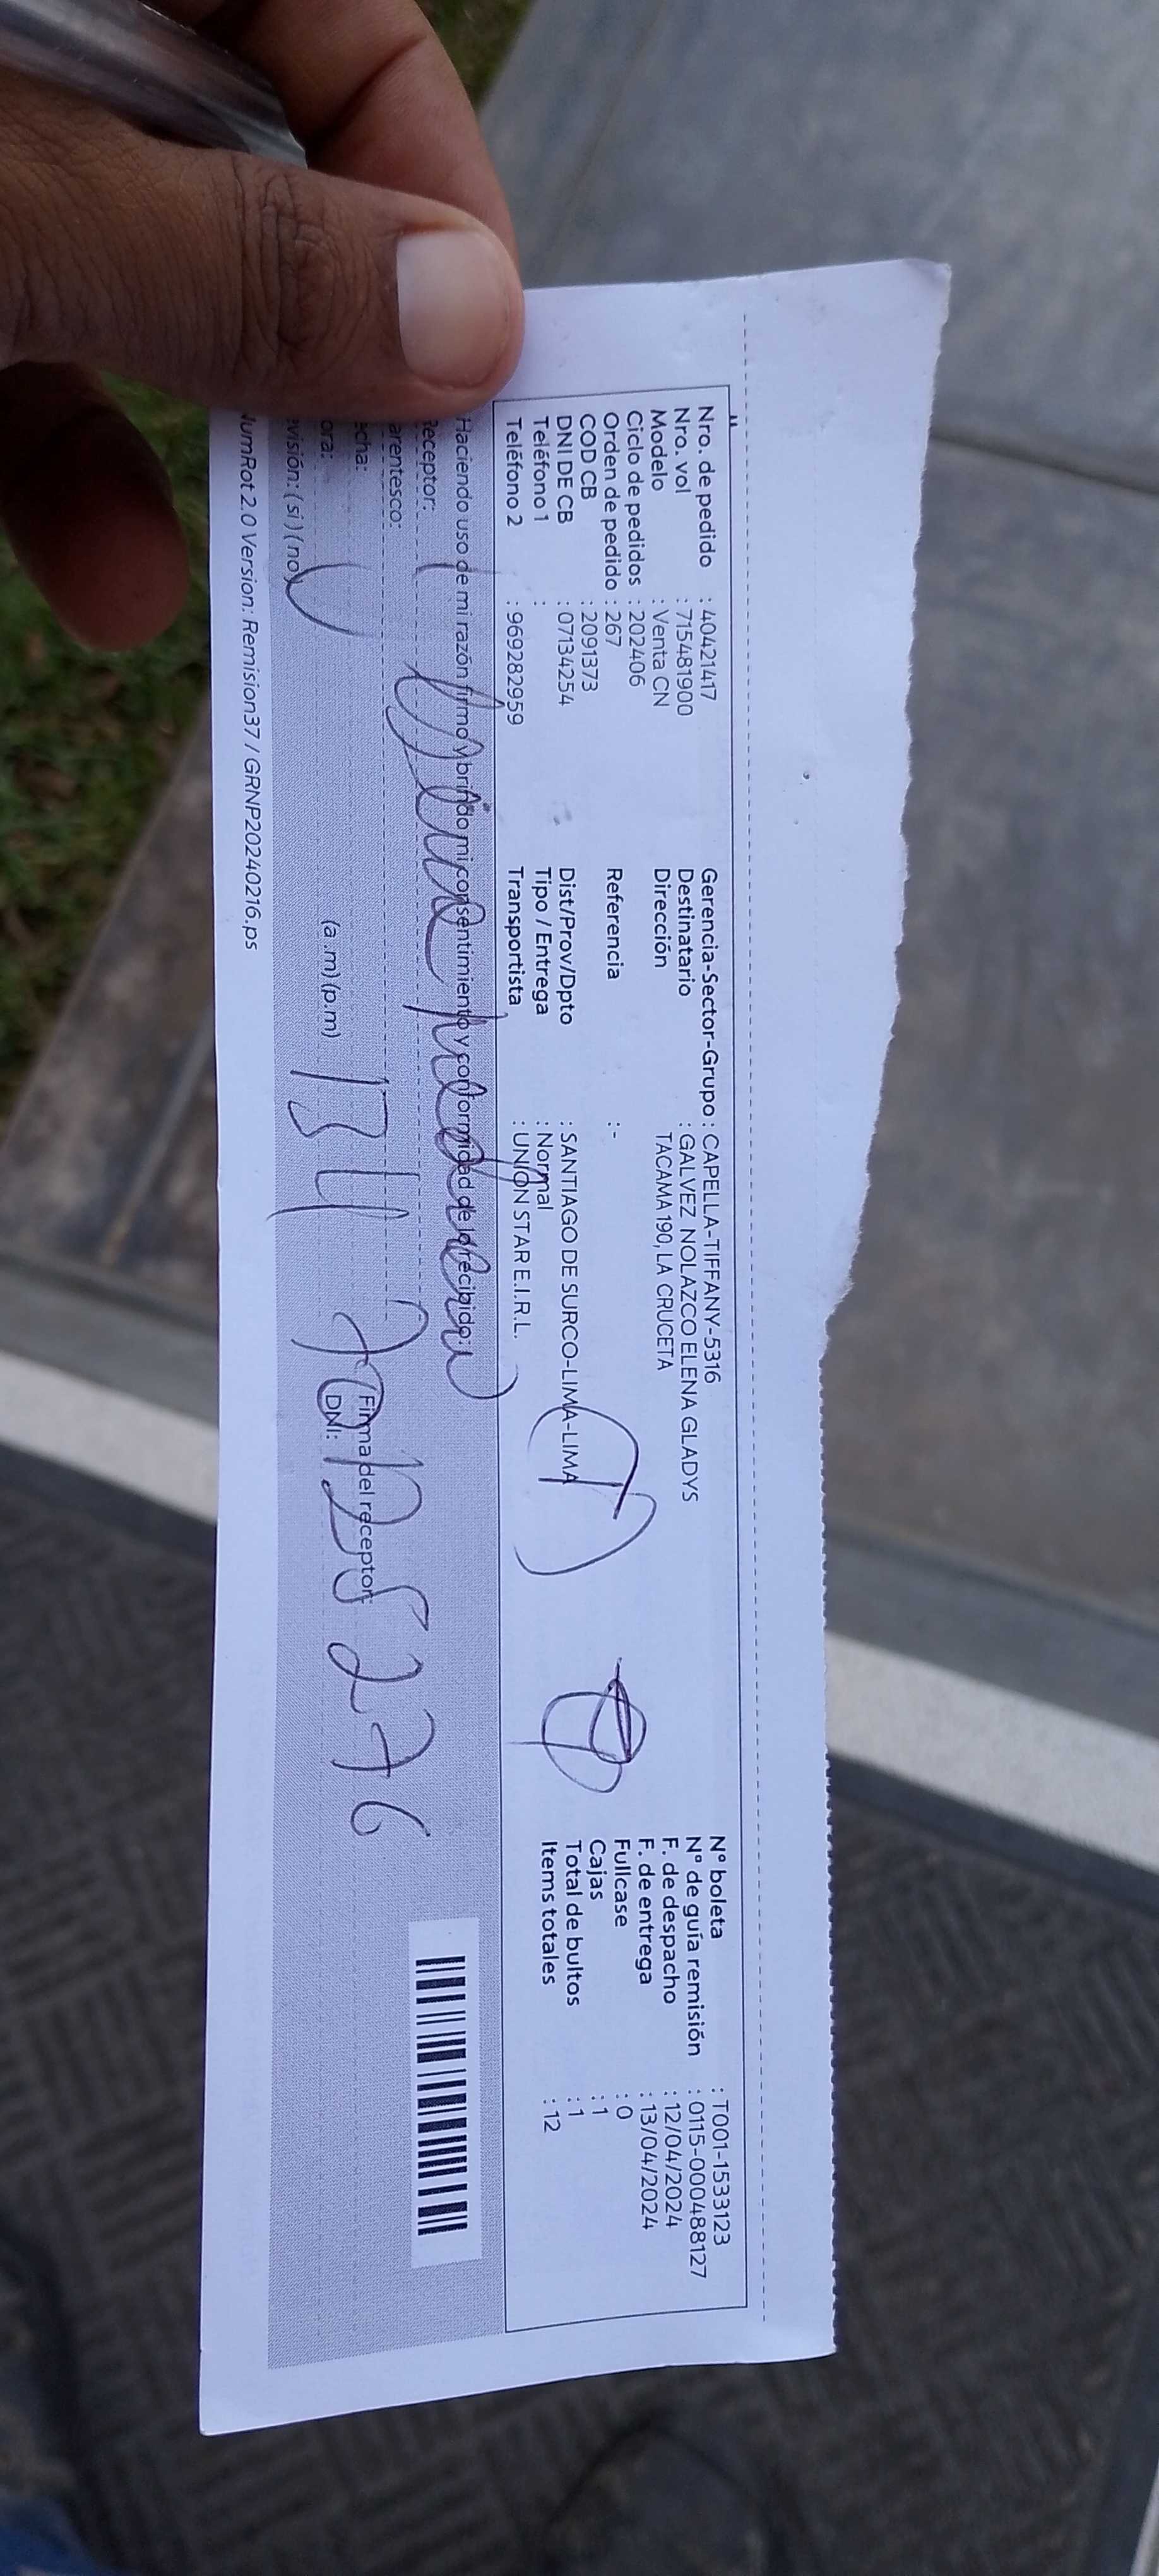 Nro. de pedido : 40421417
Nro. vol : 715481900
Modelo : Venta CN
Ciclo de pedidos : 202406
Orden de pedido : 267
COD CB : 2091373
DNI DE CB : 07134254
Teléfono 1 :
Teléfono 2 : 969282959
Gerencia-Sector-Grupo : CAPELLA-TIFFANY-5316
Destinatario : GALVEZ NOLAZCO ELENA GLADYS
Dirección TACAMA 190, LA CRUCETA
Referencia :-
Dist/Prov/Dpto : SANTIAGO DE SURCO-LIMA-LIMA
Tipo / Entrega : Normal
Transportista : UNION STAR E.I.R.L.
N° boleta : T001-1533123
N° de guía remisión : 0115-000488127
F. de despacho : 12/04/2024
F. de entrega : 13/04/2024
Fullcase : 0
Cajas : 1
Total de bultos : 1
Items totales : 12
Haciendo uso de mi razón firmo y brindo mi consentimiento y conformidad de lo recibido:
Receptor:
arentesco:
echa:
ora: (a.m) (p.m)
evisión: (si) (no)
13 4
Firma del receptor
DNI:
NumRot 2.0 Version: Remision37 / GRNP20240216.ps